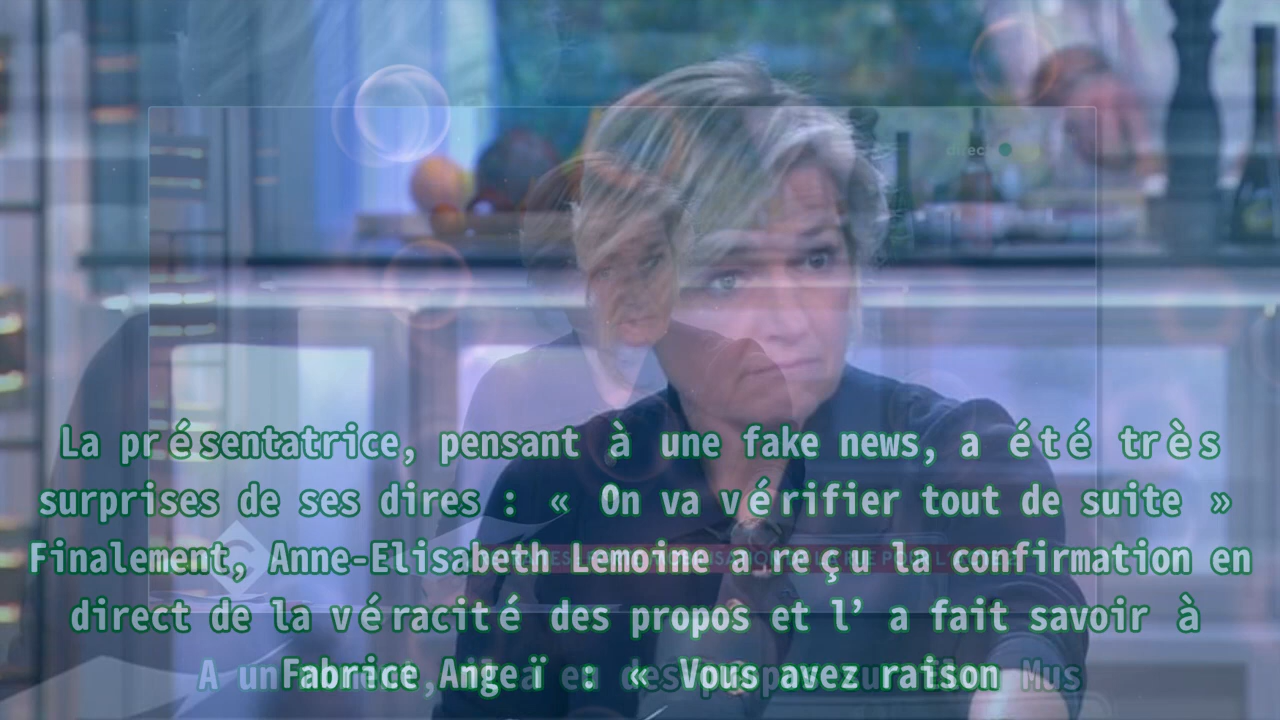 direct
La présentatrice, pensant à une fake news, a été très
surprises de ses dires : « On va vérifier tout de suite »
Finalement, Anne-Elisabeth Lemoine a reçu la confirmation en
direct de la véracité des propos et l’ a fait savoir à
Fabrice Angeï : « Vous avez raison